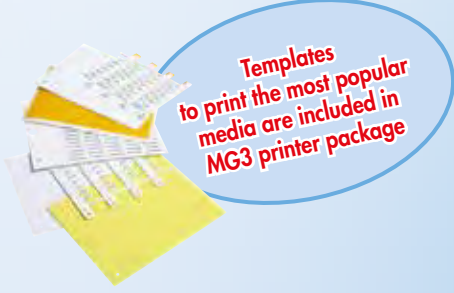 Templates
to print the most popular
media are included in
MG3 printer package